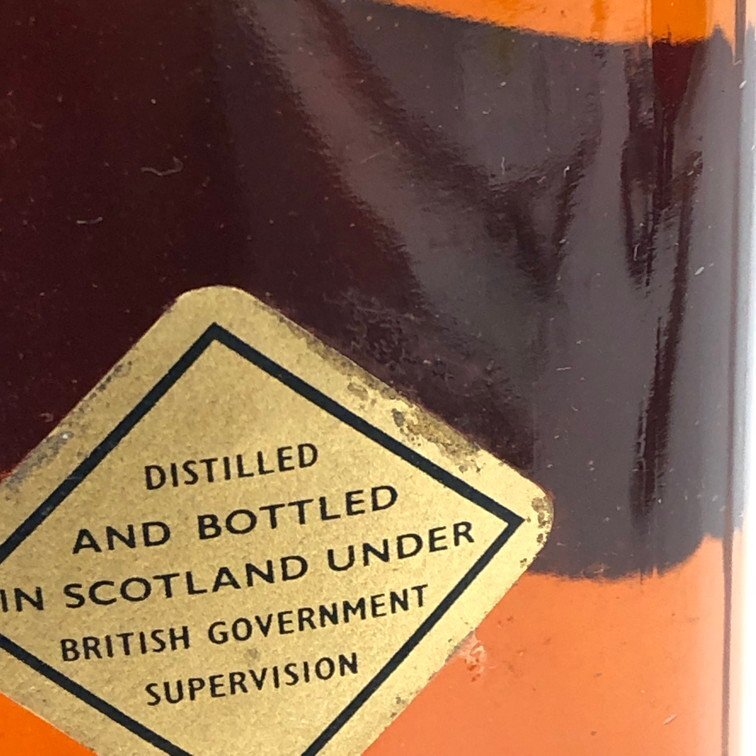 DISTILLED
AND BOTTLED
IN SCOTLAND UNDER
BRITISH GOVERNMENT
SUPERVISION